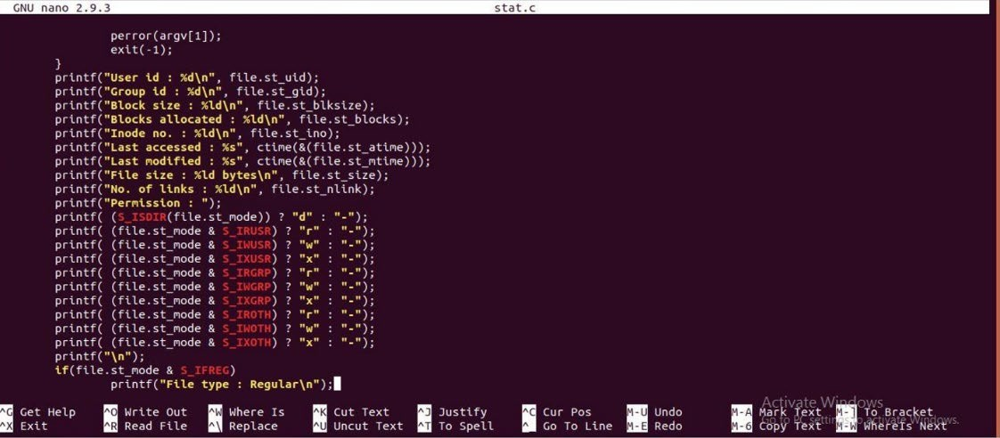 GNU nano 2.9.3 stat.c
perror(argv[1]);
exit(-1);
}
printf("User id : %d\n", file.st_uid);
printf("Group id : %d\n", file.st_gid);
printf("Block size : %ld\n", file.st_blksize);
printf("Blocks allocated : %ld\n", file.st_blocks);
printf("Inode no. : %ld\n", file.st_ino);
printf("Last accessed : %s", ctime(&(file.st_atime)));
printf("Last modified : %s", ctime(&(file.st_mtime)));
printf("File size : %ld bytes\n", file.st_size);
printf("No. of links : %ld\n", file.st_nlink);
printf("Permission : ");
printf( (S_ISDIR(file.st_mode)) ? "d" : "-");
printf( (file.st_mode & S_IRUSR) ? "r" : "-");
printf( (file.st_mode & S_IWUSR) ? "w" : "-");
printf( (file.st_mode & S_IXUSR) ? "x" : "-");
printf( (file.st_mode & S_IRGRP) ? "r" : "-");
printf( (file.st_mode & S_IWGRP) ? "w" : "-");
printf( (file.st_mode & S_IXGRP) ? "x" : "-");
printf( (file.st_mode & S_IROTH) ? "r" : "-");
printf( (file.st_mode & S_IWOTH) ? "w" : "-");
printf( (file.st_mode & S_IXOTH) ? "x" : "-");
printf("\n");
if(file.st_mode & S_IFREG)
printf("File type : Regular\n");
Activate Windows
^G Get Help ^O Write Out ^W Where Is ^K Cut Text ^J Justify ^C Cur Pos M-U Undo M-A Mark Text M-] To Bracket
Go to PC settings to activate Windows.
^X Exit ^R Read File ^\ Replace ^U Uncut Text ^T To Spell ^_ Go To Line M-E Redo M-6 Copy Text M-W WhereIs Next